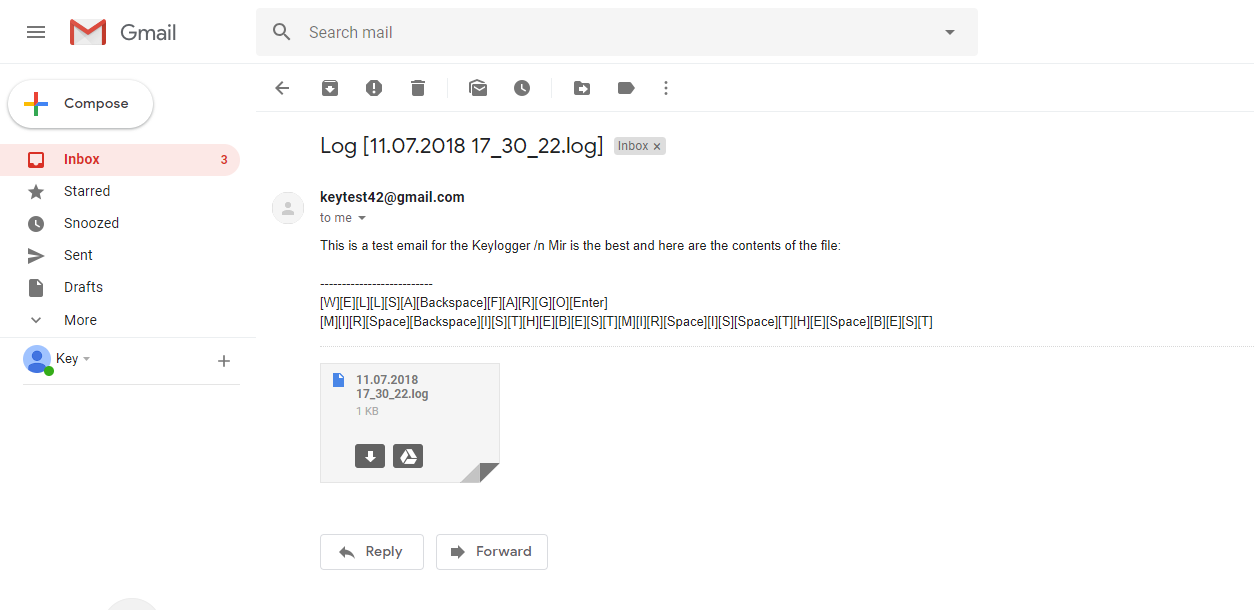 Gmail
Search mail
Compose
Inbox 3
Starred
Snoozed
Sent
Drafts
More
Key
Log [11.07.2018 17_30_22.log] Inbox x
keytest42@gmail.com
to me
This is a test email for the Keylogger /n Mir is the best and here are the contents of the file:
--------------------------
[W][E][L][L][S][A][Backspace][F][A][R][G][O][Enter]
[M][I][R][Space][Backspace][I][S][T][H][E][B][E][S][T][M][I][R][Space][I][S][Space][T][H][E][Space][B][E][S][T]
11.07.2018
17_30_22.log
1 KB
Reply Forward